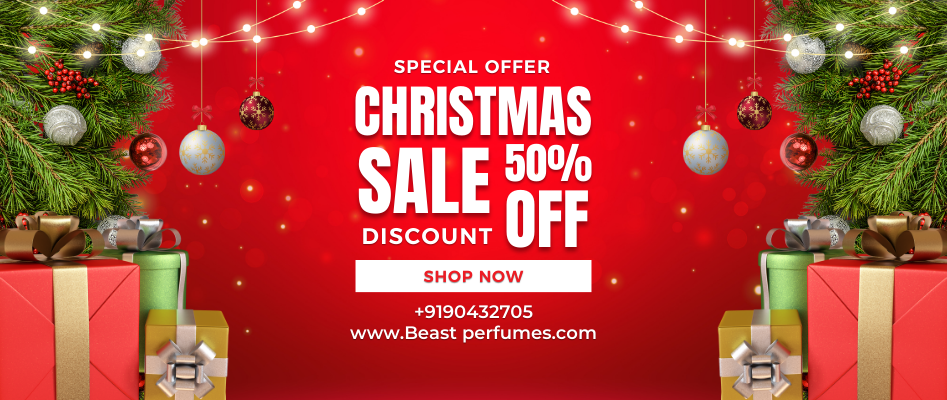 SPECIAL OFFER
CHRISTMAS
SALE 50%
DISCOUNT OFF
SHOP NOW
+9190432705
www.Beast perfumes.com